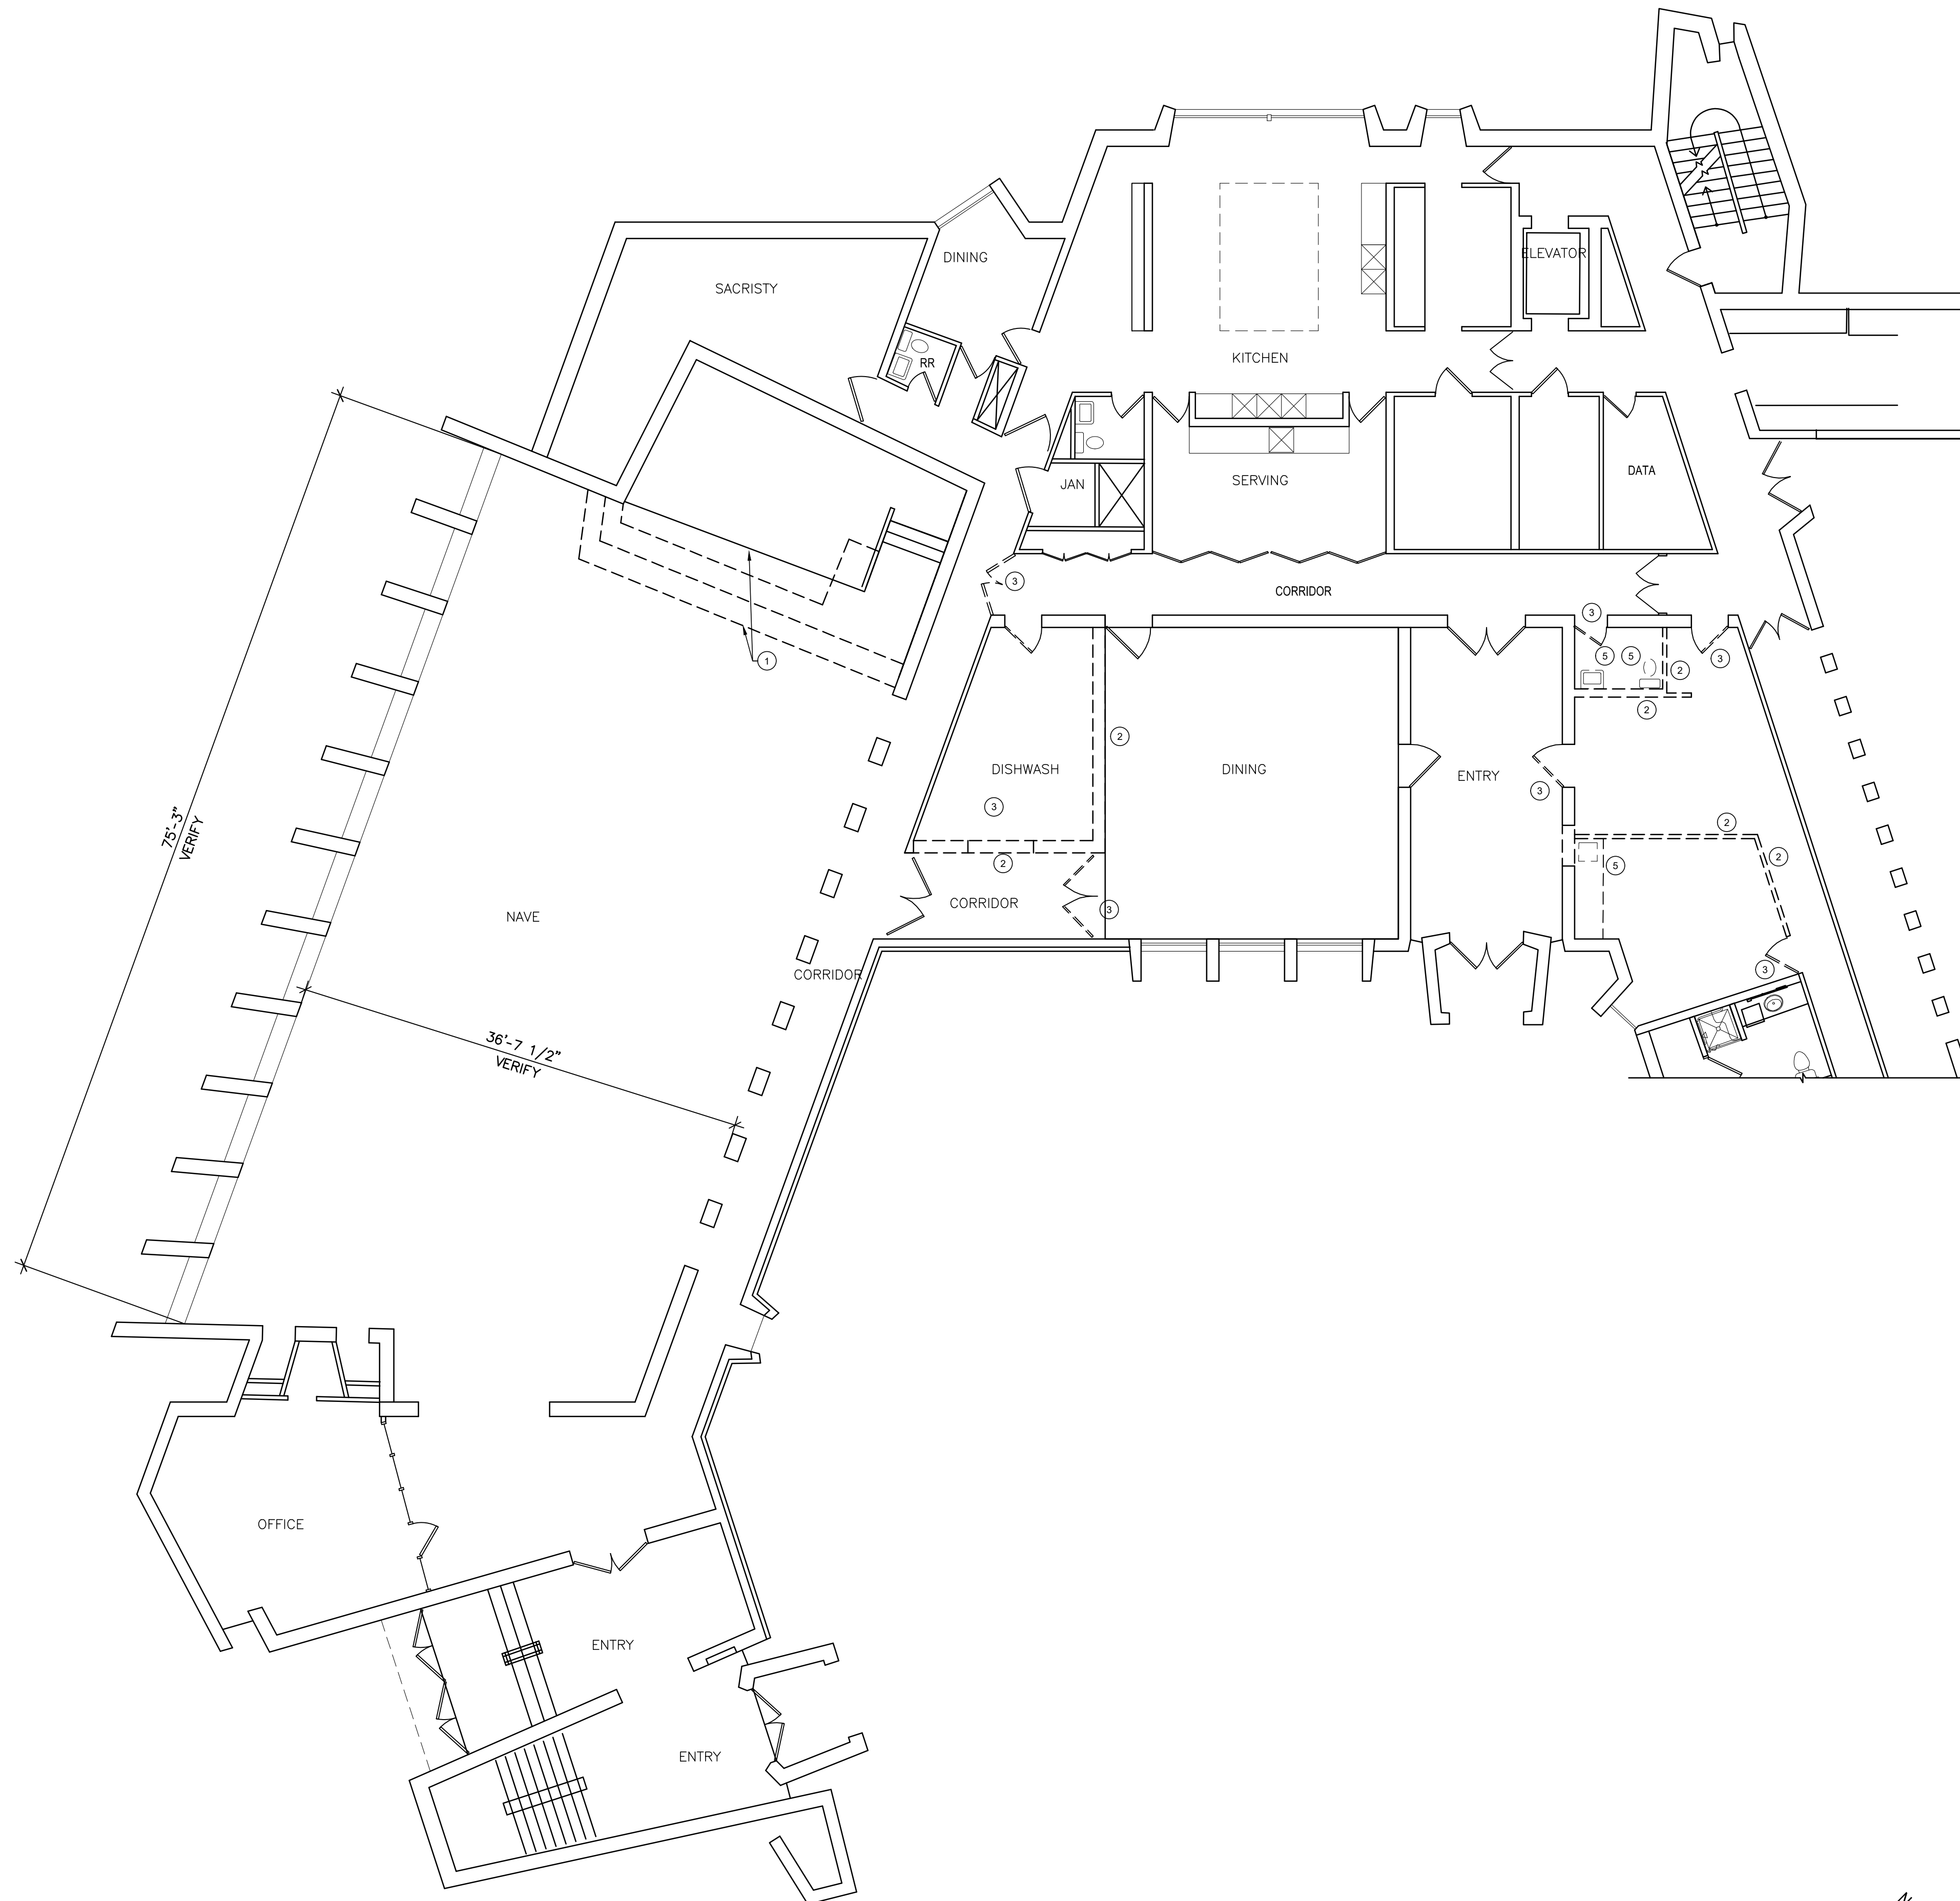 DINING
ELEVATOR
SACRISTY
KITCHEN
RR
DATA
SERVING
JAN
3
CORRIDOR
3
5
5
3
2
1
2
2
DISHWASH
DINING
ENTRY
3
3
2
75'-3"
VERIFY
2
2
5
CORRIDOR
3
NAVE
CORRIDOR
3
36'-7 1/2"
VERIFY
OFFICE
ENTRY
ENTRY